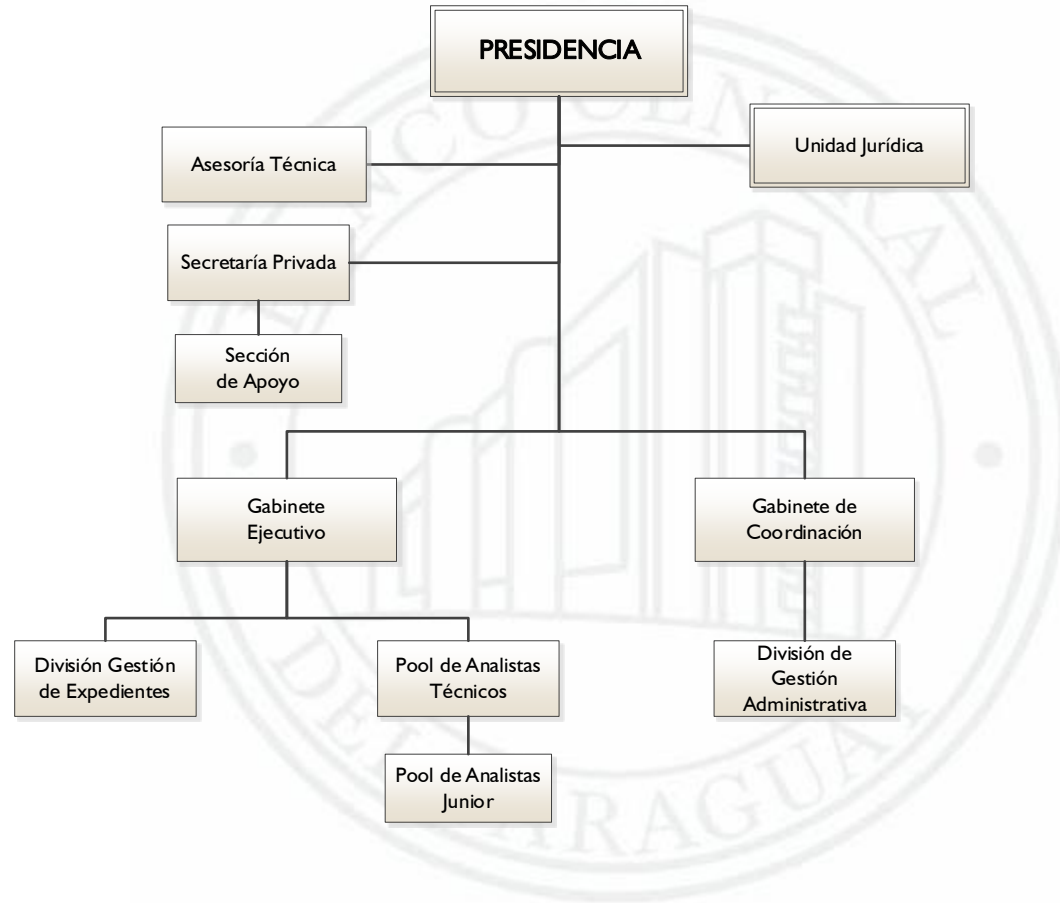 PRESIDENCIA
Unidad Jurídica
Asesoría Técnica
Secretaría Privada
Sección
de Apoyo
Gabinete
Ejecutivo
Gabinete de
Coordinación
División Gestión
de Expedientes
Pool de Analistas
Técnicos
División de
Gestión
Administrativa
Pool de Analistas
Junior